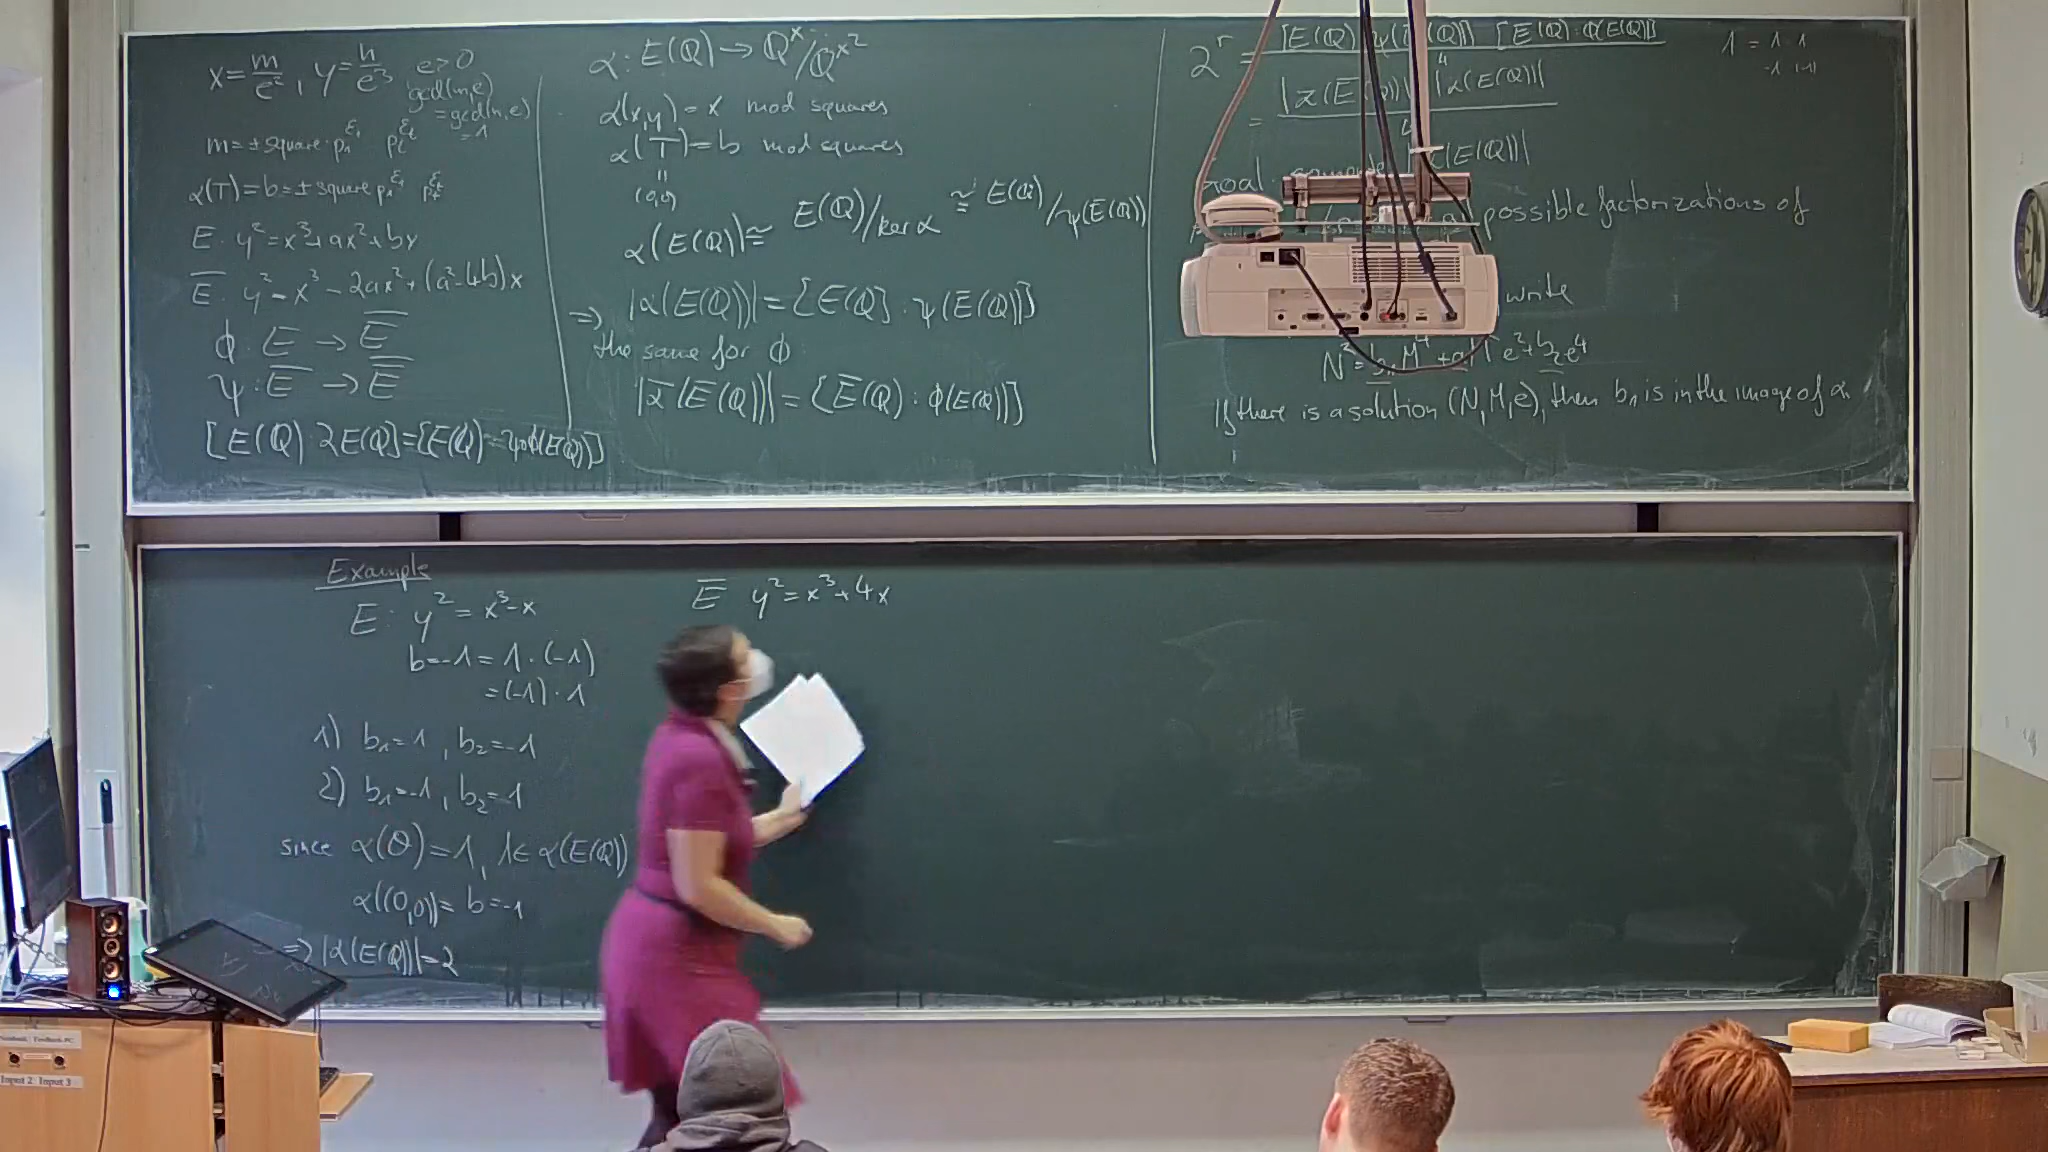 x = m/e², y = n/e³, e>0
gcd(m,e)
= gcd(n,e)
= 1
m = ± square · p₁^ε₁ p_t^ε_t
α(T) = b = ± square p₁^ε₁ p_t^ε_t
E: y² = x³ + ax² + bx
Ē: y² = x³ - 2ax² + (a² - 4b)x
ϕ: E → Ē
[E(Q) : 2E(Q)] = [E(Q) : ψ∘ϕ(E(Q))]
α: E(Q) → Q^x/Q^x2
α(x,y) = x mod squares
α(T) = b mod squares
(0,0)
α(E(Q)) ≅ E(Q)/ker α ≅ E(Q)/ψ(Ē(Q))
⇒ |α(E(Q))| = [E(Q) : ψ(Ē(Q))]
the same for ϕ
|ᾱ(Ē(Q))| = [Ē(Q) : ϕ(E(Q))]
2^r =
1 = 1 · 1
possible factorizations of
write
If there is a solution (N,M,e), then b₁ is in the image of α
Example
E: y² = x³ - x
b = -1 = 1 · (-1)
= (-1) · 1
1) b₁ = 1, b₂ = -1
2) b₁ = -1, b₂ = 1
since α(O) = 1, 1 ∈ α(E(Q))
α((0,0)) = b = -1
⇒ |α(E(Q))| = 2
Ē y² = x³ + 4x
Input 2 Input 3